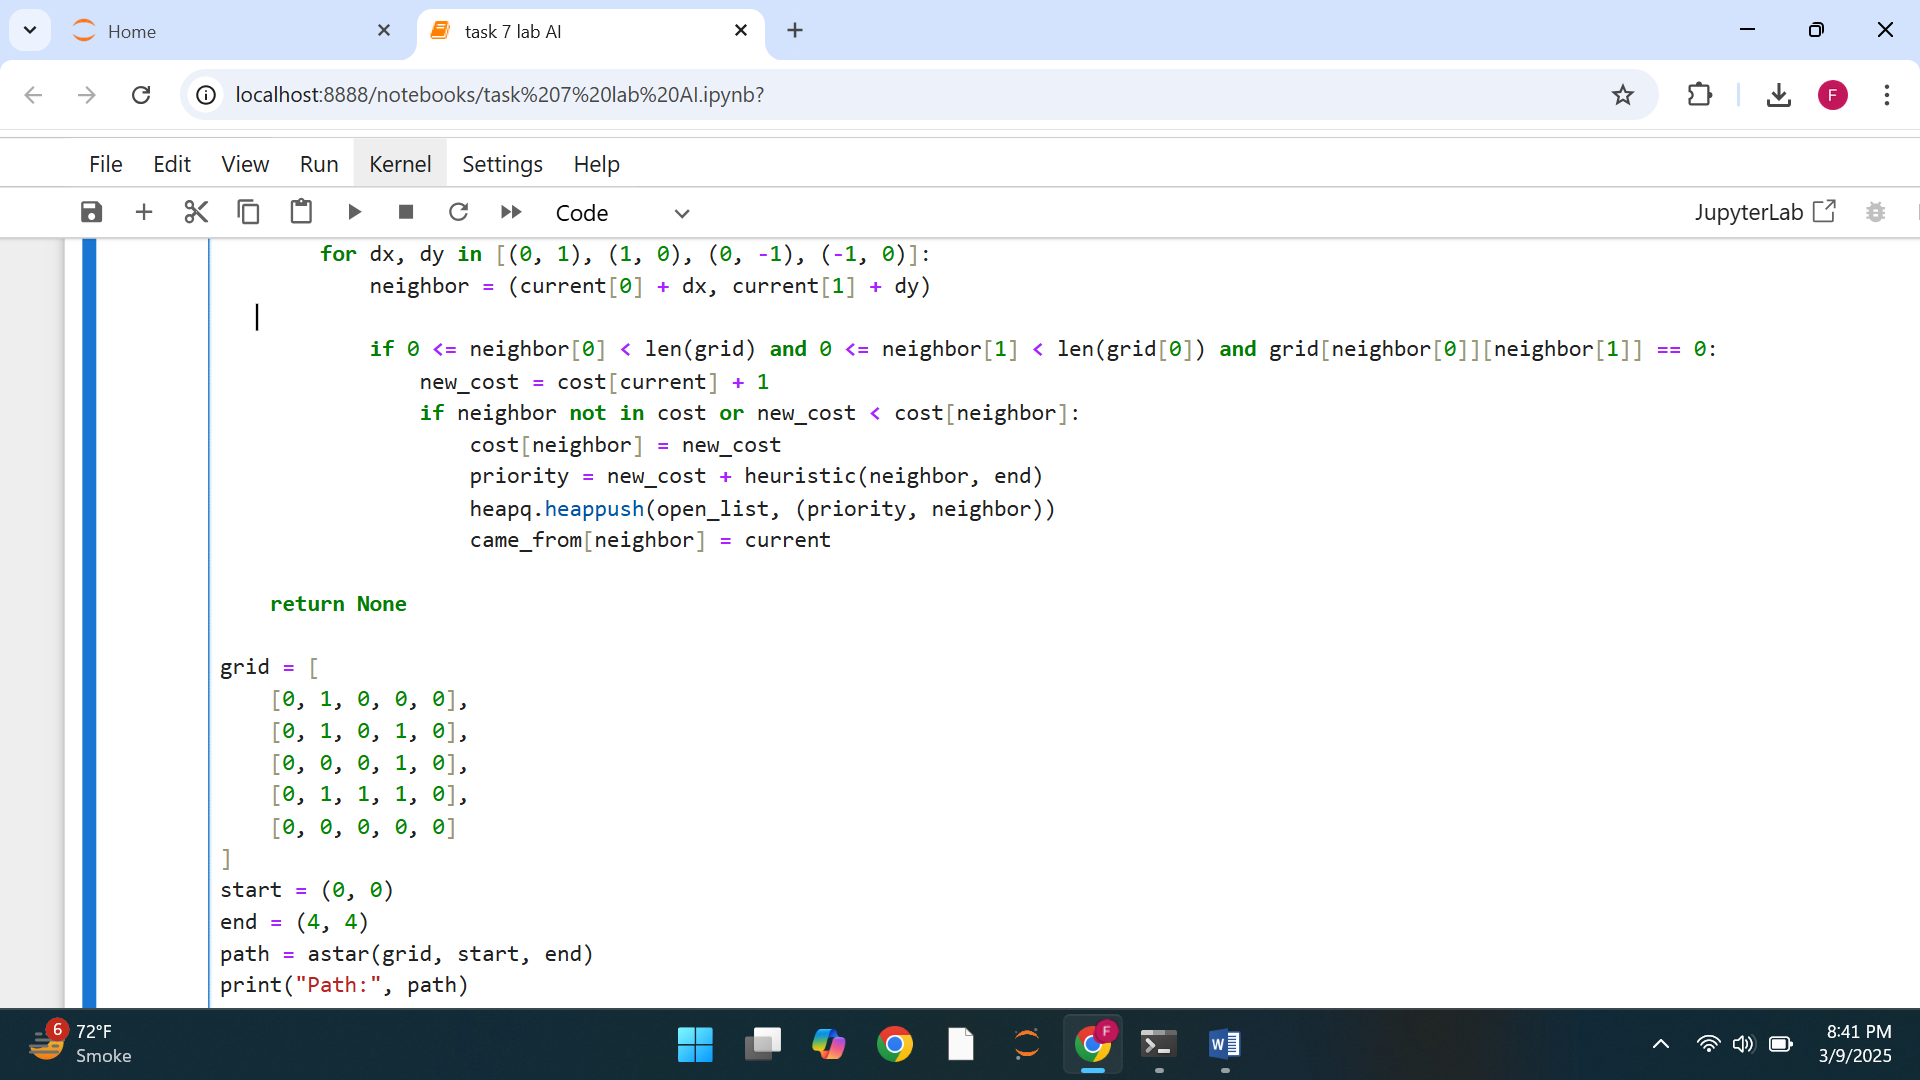 Home
task 7 lab AI
localhost:8888/notebooks/task%207%20lab%20AI.ipynb?
F
File Edit View Run Kernel Settings Help
Code
JupyterLab
for dx, dy in [(0, 1), (1, 0), (0, -1), (-1, 0)]:
neighbor = (current[0] + dx, current[1] + dy)
if 0 <= neighbor[0] < len(grid) and 0 <= neighbor[1] < len(grid[0]) and grid[neighbor[0]][neighbor[1]] == 0:
new_cost = cost[current] + 1
if neighbor not in cost or new_cost < cost[neighbor]:
cost[neighbor] = new_cost
priority = new_cost + heuristic(neighbor, end)
heapq.heappush(open_list, (priority, neighbor))
came_from[neighbor] = current
return None
grid = [
[0, 1, 0, 0, 0],
[0, 1, 0, 1, 0],
[0, 0, 0, 1, 0],
[0, 1, 1, 1, 0],
[0, 0, 0, 0, 0]
]
start = (0, 0)
end = (4, 4)
path = astar(grid, start, end)
print("Path:", path)
6
72°F
Smoke
F
W
8:41 PM
3/9/2025